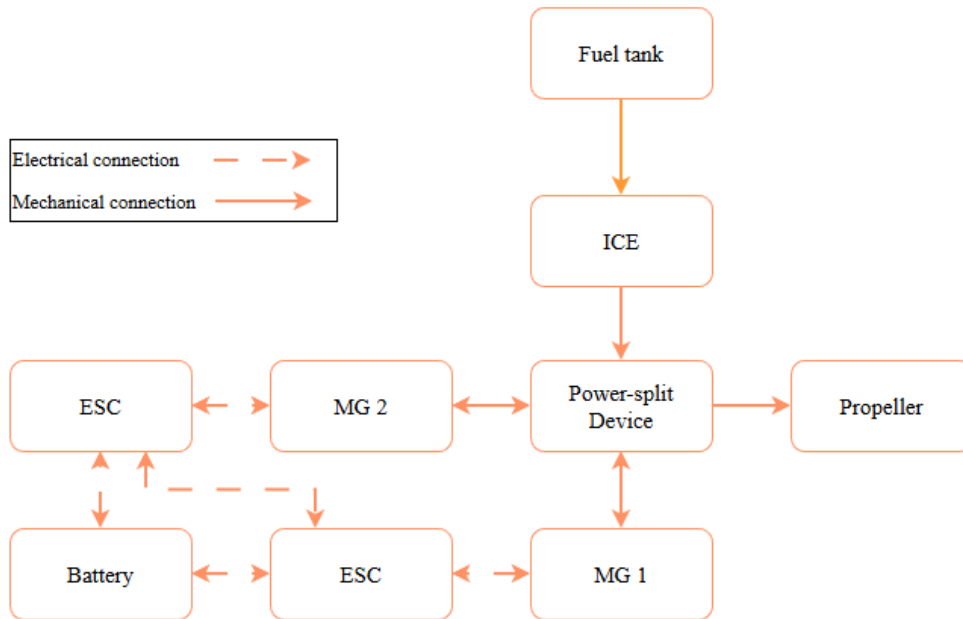 Fuel tank
Electrical connection
Mechanical connection
ICE
ESC
MG 2
Power-split
Device
Propeller
Battery
ESC
MG 1